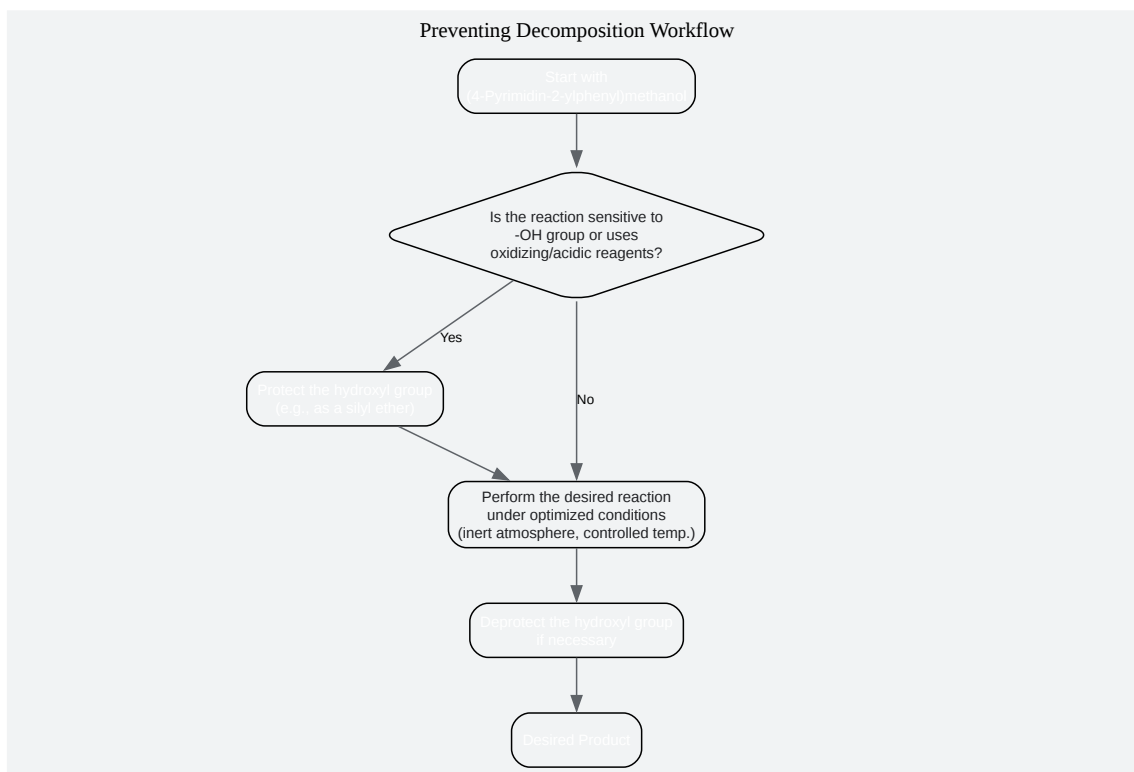 Preventing Decomposition Workflow
Start with
(4-Pyrimidin-2-ylphenyl)methanol
Is the reaction sensitive to
-OH group or uses
oxidizing/acidic reagents?
Yes
Protect the hydroxyl group
(e.g., as a silyl ether)
No
Perform the desired reaction
under optimized conditions
(inert atmosphere, controlled temp.)
Deprotect the hydroxyl group
if necessary
Desired Product